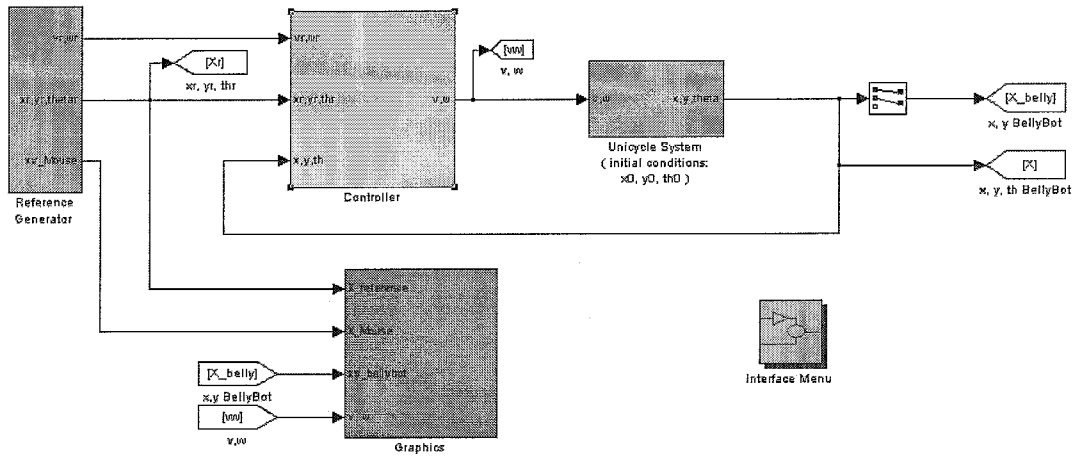 vr,wr
xr,yr,thetar
xy_Mouse
Reference
Generator
[Xr]
xr, yr, thr
vr,wr
xr,yr,thr
x,y,th
v,w
Controller
[vw]
v, w
v,w
x,y,theta
Unicycle System
( initial conditions:
x0, y0, th0 )
[X_belly]
x, y BellyBot
[X]
x, y, th BellyBot
X_reference
X_Mouse
xy_bellybot
v_w
Graphics
[X_belly]
x,y BellyBot
[vw]
v,w
Interface Menu